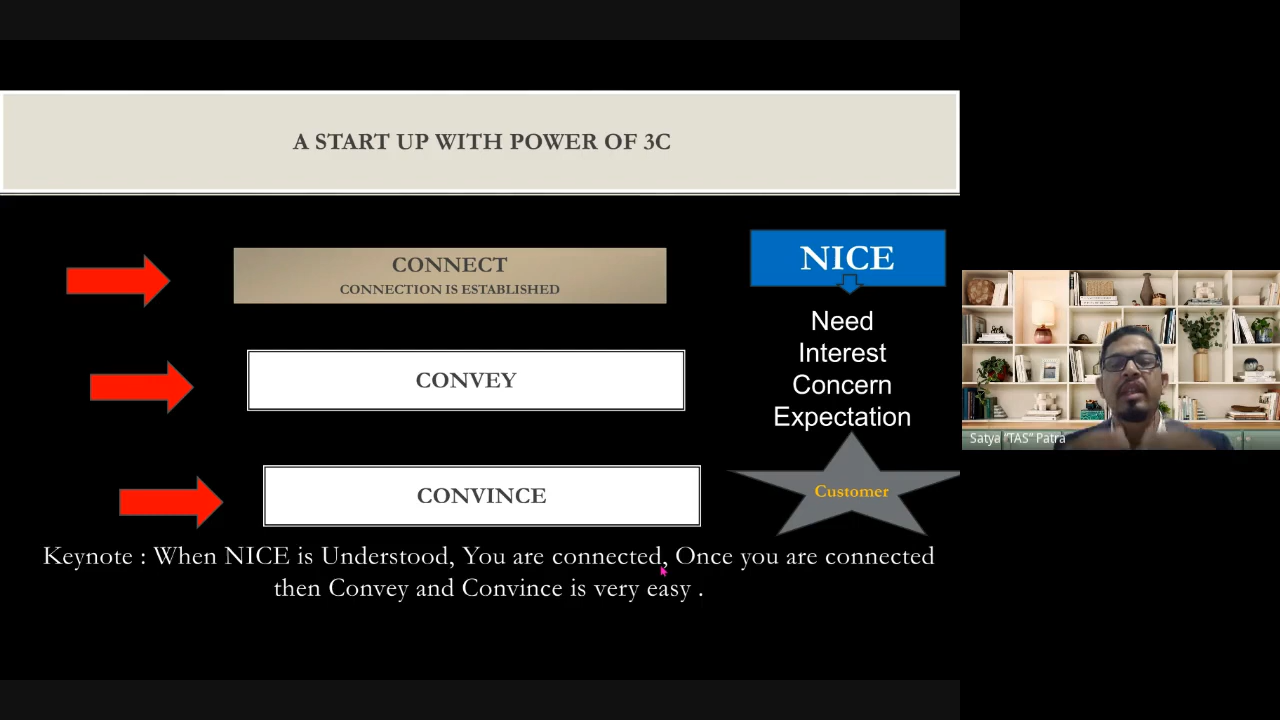 A START UP WITH POWER OF 3C
CONNECT
CONNECTION IS ESTABLISHED
CONVEY
CONVINCE
NICE
Need
Interest
Concern
Expectation
Customer
Keynote : When NICE is Understood, You are connected, Once you are connected
then Convey and Convince is very easy .
Satya "TAS" Patra